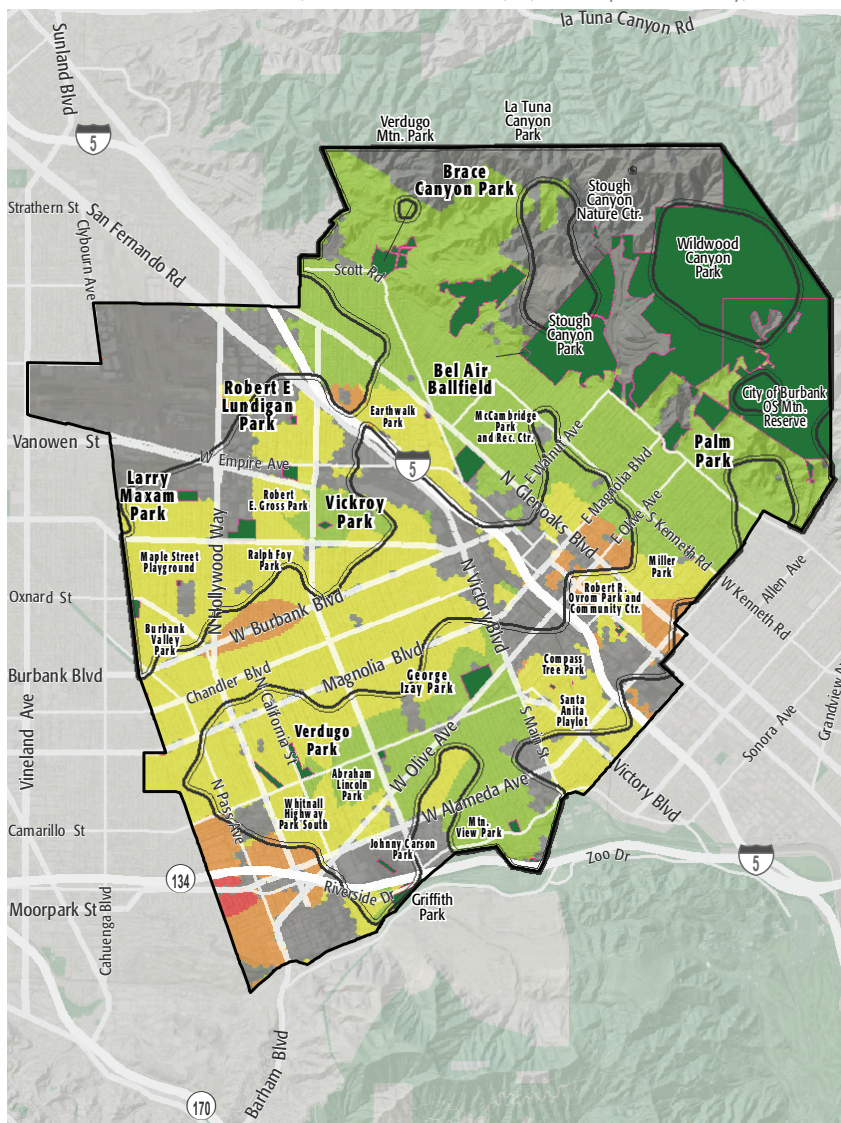 la Tuna Canyon Rd
Sunland Blvd
5
Verdugo
Mtn. Park
La Tuna
Canyon
Park
Brace
Canyon Park
Stough
Canyon
Nature Ctr.
Strathern St
San Fernando Rd
Clybourn Ave
Wildwood
Canyon
Park
Scott Rd
Stough
Canyon
Park
Bel Air
Ballfield
Robert E
Lundigan
Park
Earthwalk
Park
McCambridge
Park
and Rec. Ctr.
City of Burbank
OS Mtn.
Reserve
Vanowen St
W Empire Ave
5
E Walnut Ave
Palm
Park
Larry
Maxam
Park
Robert
E. Gross Park
Vickroy
Park
N Glenoaks Blvd
E Magnolia Blvd
E Olive Ave
S Kenneth Rd
Maple Street
Playground
Ralph Foy
Park
N Hollywood Way
Miller
Park
Allen Ave
W Kenneth Rd
Oxnard St
N Victory Blvd
Robert R.
Ovrom Park and
Community Ctr.
W Burbank Blvd
Burbank
Valley
Park
Burbank Blvd
Chandler Blvd
Magnolia Blvd
George
Izay Park
Compass
Tree Park
Santa
Anita
Playlot
N California St
Vineland Ave
Verdugo
Park
W Olive Ave
S Main St
Sonora Ave
Grandview Av
Abraham
Lincoln
Park
N Pass Ave
Whitnall
Highway
Park South
W Alameda Ave
Victory Blvd
Mtn.
View Park
Camarillo St
Johnny Carson
Park
Zoo Dr
5
134
Riverside Dr
Griffith
Park
Moorpark St
Cahuenga Blvd
Barham Blvd
170